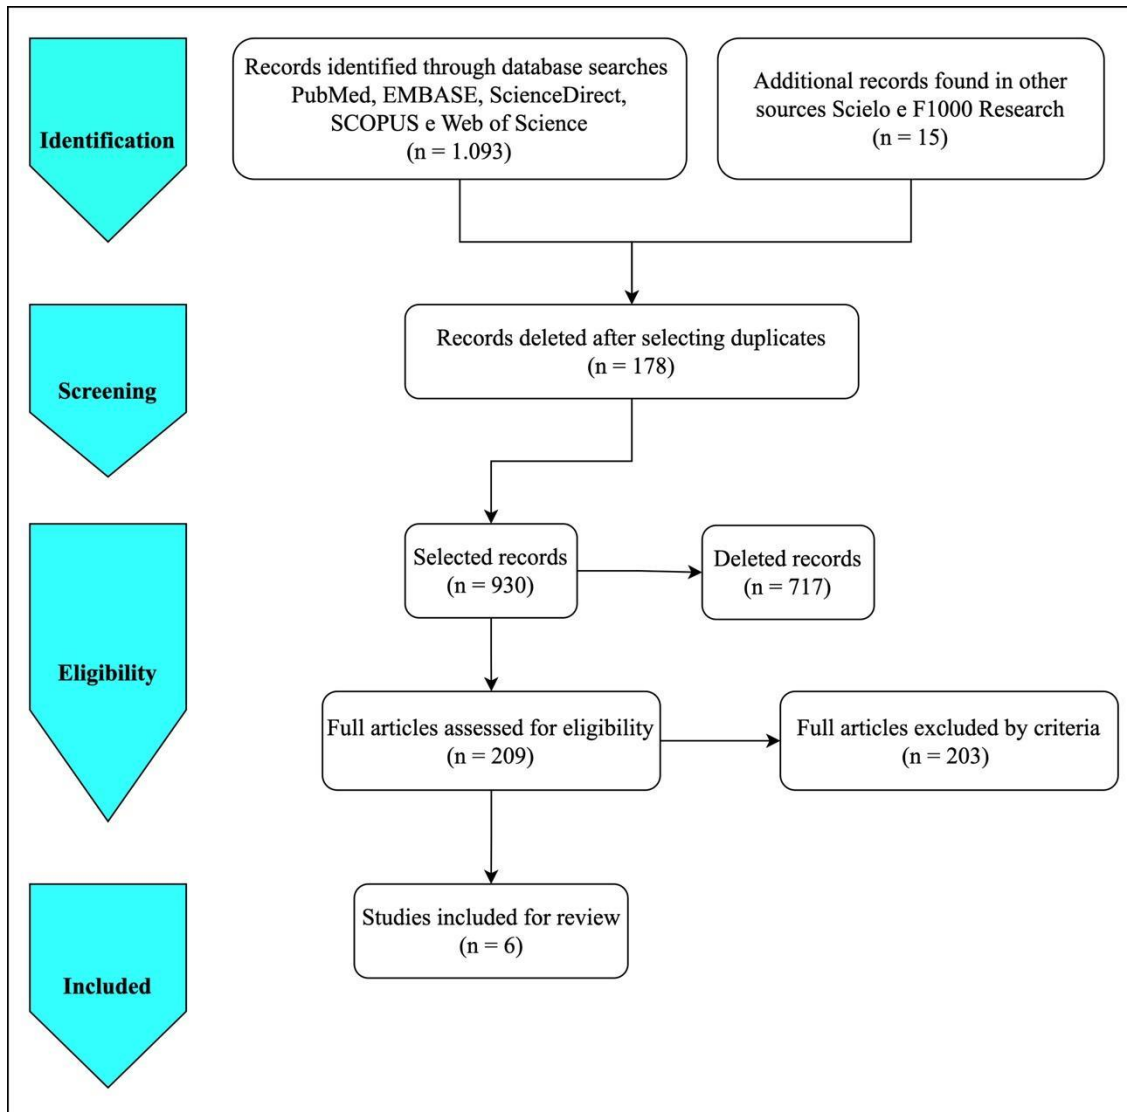 Identification
Records identified through database searches
PubMed, EMBASE, ScienceDirect,
SCOPUS e Web of Science
(n = 1.093)
Additional records found in other
sources Scielo e F1000 Research
(n = 15)
Screening
Records deleted after selecting duplicates
(n = 178)
Eligibility
Selected records
(n = 930)
Deleted records
(n = 717)
Full articles assessed for eligibility
(n = 209)
Full articles excluded by criteria
(n = 203)
Included
Studies included for review
(n = 6)